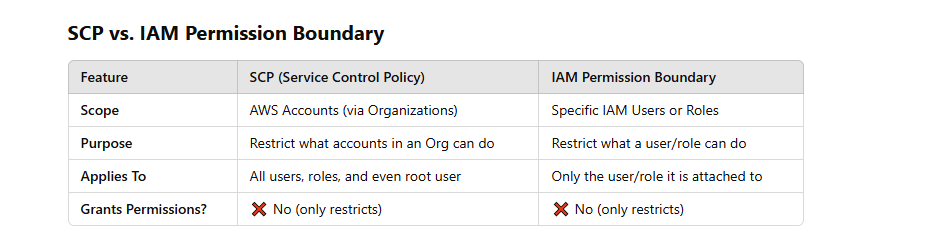 SCP vs. IAM Permission Boundary
Feature SCP (Service Control Policy) IAM Permission Boundary
Scope AWS Accounts (via Organizations) Specific IAM Users or Roles
Purpose Restrict what accounts in an Org can do Restrict what a user/role can do
Applies To All users, roles, and even root user Only the user/role it is attached to
Grants Permissions? ❌ No (only restricts) ❌ No (only restricts)